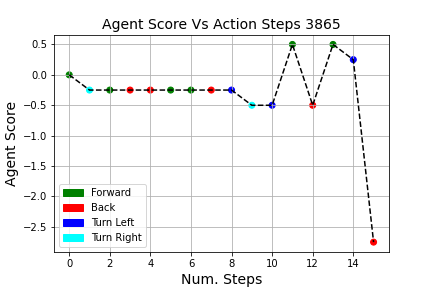 Agent Score Vs Action Steps 3865
0.5
0.0
−0.5
−1.0
−1.5
−2.0
−2.5
Agent Score
Forward
Back
Turn Left
Turn Right
0 2 4 6 8 10 12 14
Num. Steps